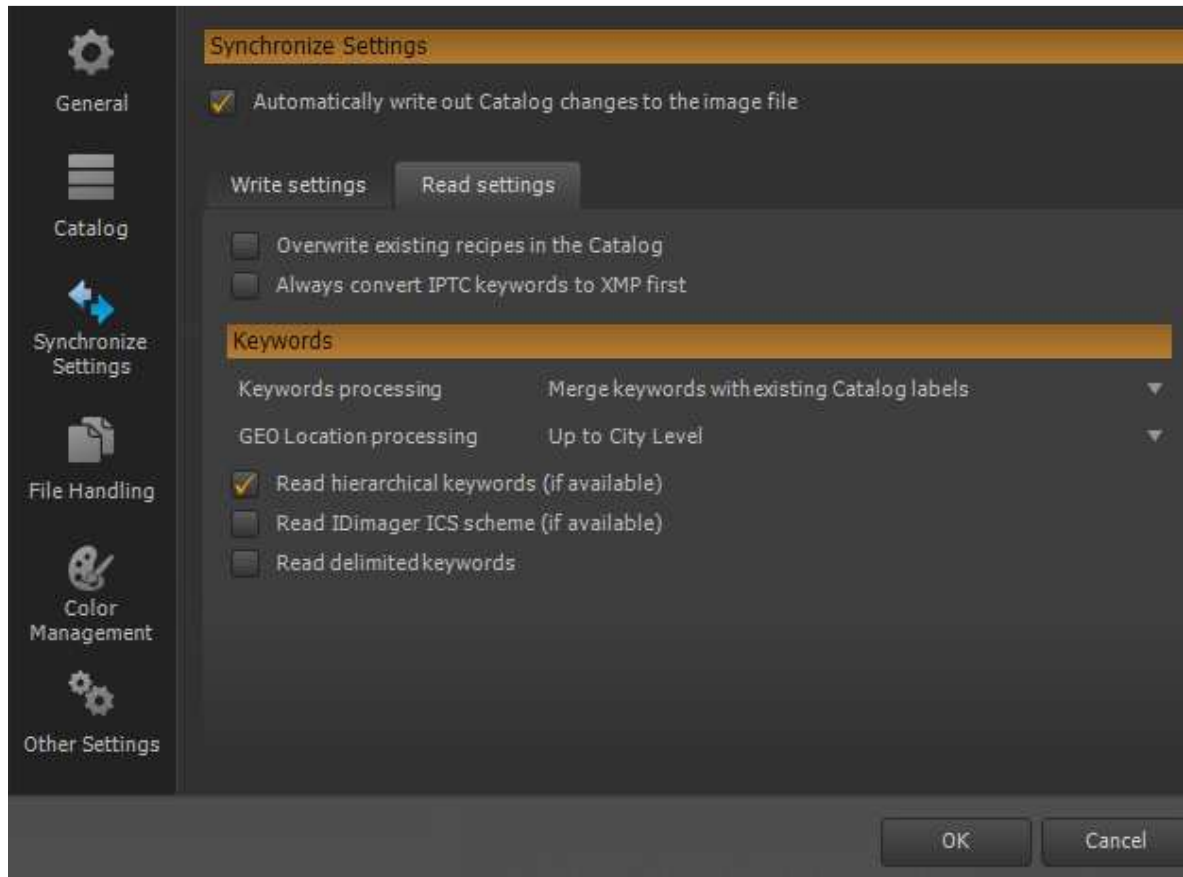 General
Catalog
Synchronize
Settings
File Handling
Color
Management
Other Settings
Synchronize Settings
Automatically write out Catalog changes to the image file
Write settings
Read settings
Overwrite existing recipes in the Catalog
Always convert IPTC keywords to XMP first
Keywords
Keywords processing Merge keywords with existing Catalog labels
GEO Location processing Up to City Level
Read hierarchical keywords (if available)
Read IDimager ICS scheme (if available)
Read delimited keywords
OK
Cancel